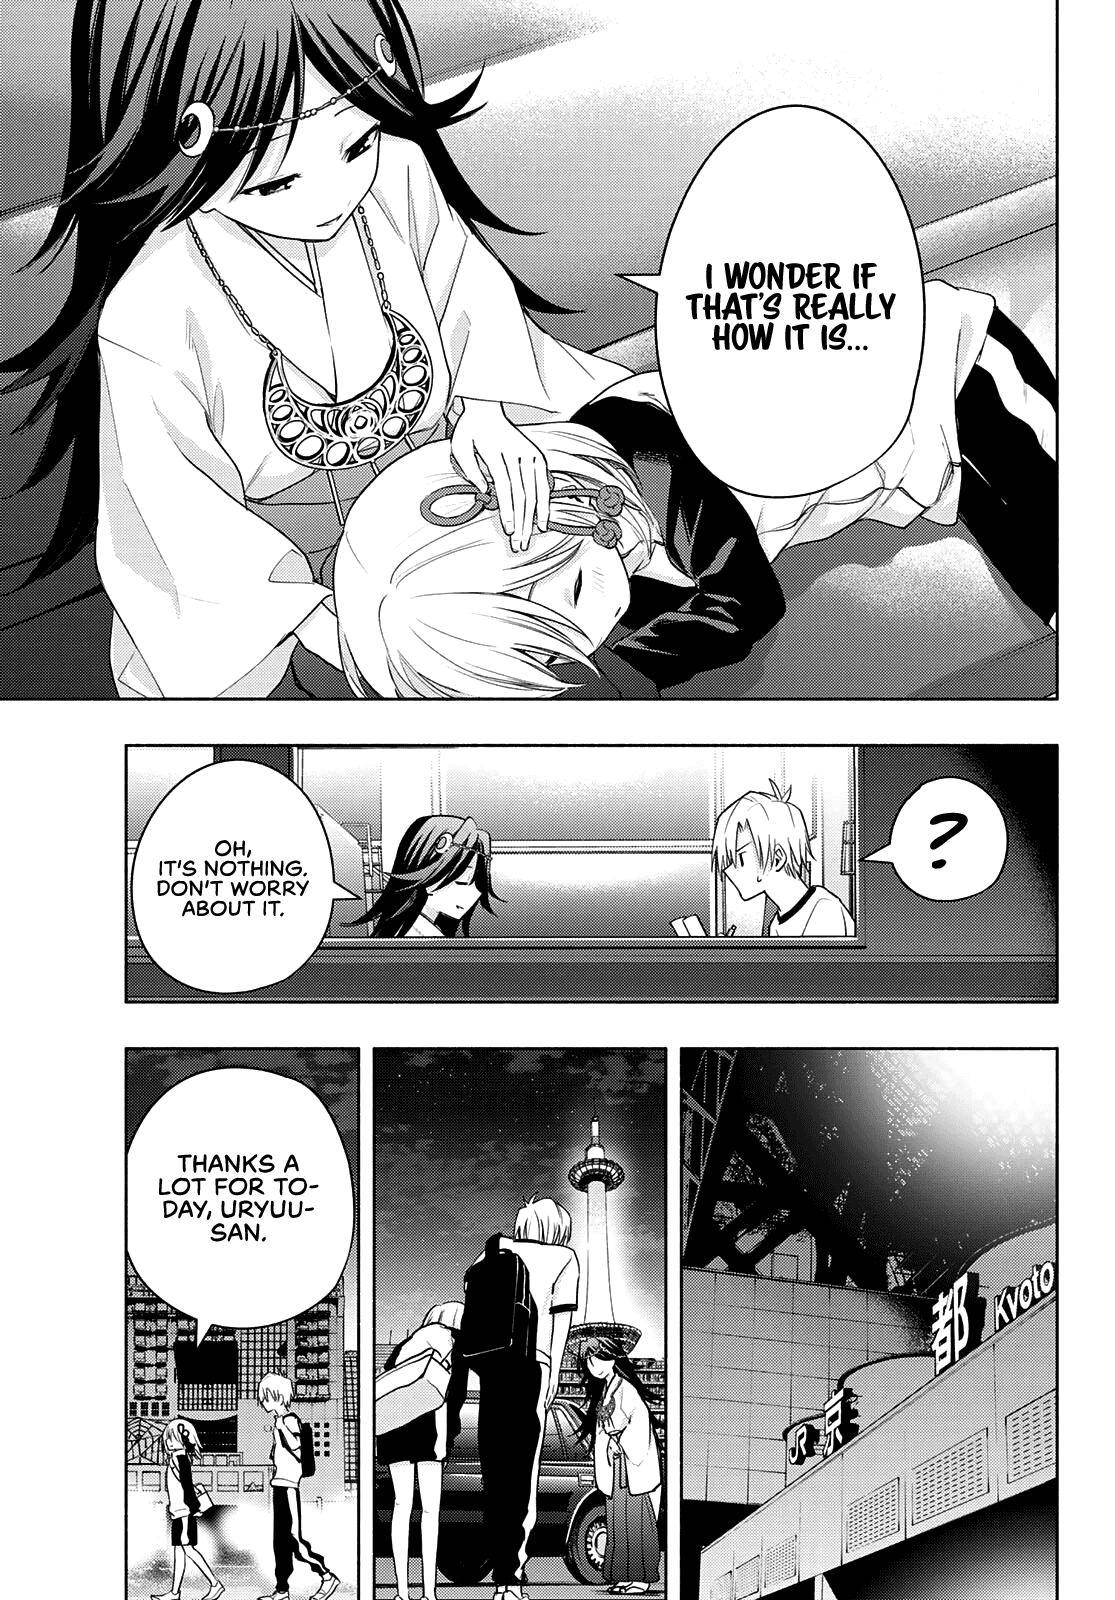 I WONDER IF
THAT'S REALLY
HOW IT IS...
?
OH,
IT'S NOTHING.
DON'T WORRY
ABOUT IT.
都 Kyoto
JR 京
THANKS A
LOT FOR TO-
DAY, URYUU-
SAN.